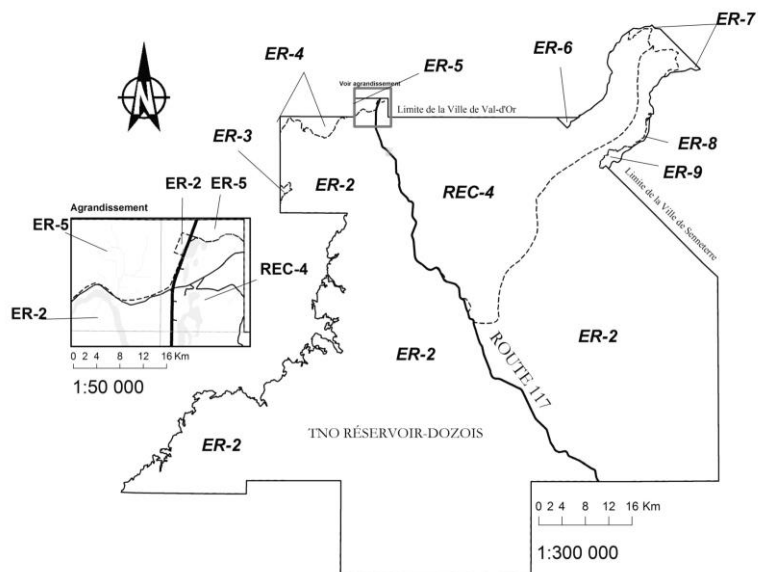 ER-7
ER-6
ER-4
ER-5
Voir agrandissement
Limite de la Ville de Val-d'Or
N
ER-3
ER-8
ER-9
ER-2
REC-4
Limite de la Ville de Senneterre
ER-2
ER-5
Agrandissement
ER-5
REC-4
ER-2
0 2 4 8 12 16 Km
1:50 000
ER-2
ER-2
ROUTE 117
TNO RÉSERVOIR-DOZOIS
ER-2
0 2 4 8 12 16 Km
1:300 000